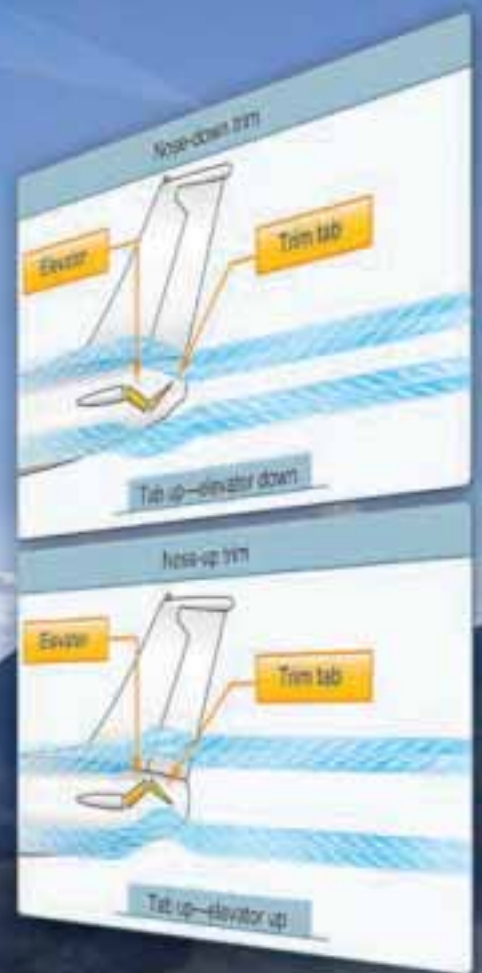 Nose-down trim
Elevator
Trim tab
Tab up—elevator down
Nose-up trim
Elevator
Trim tab
Tab up—elevator up